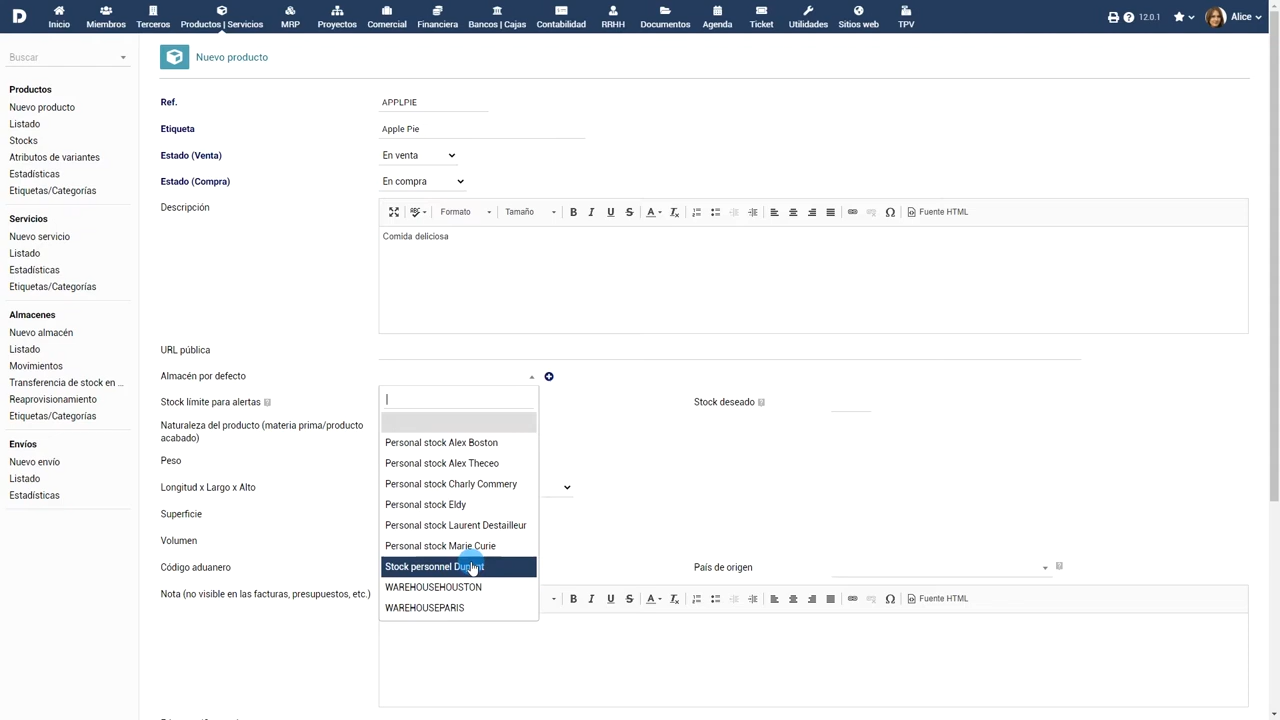 Inicio
Miembros
Terceros
Productos | Servicios
MRP
Proyectos
Comercial
Financiera
Bancos | Cajas
Contabilidad
RRHH
Documentos
Agenda
Ticket
Utilidades
Sitios web
TPV
12.0.1
Alice
Buscar
Productos
Nuevo producto
Listado
Stocks
Atributos de variantes
Estadísticas
Etiquetas/Categorías
Servicios
Nuevo servicio
Listado
Estadísticas
Etiquetas/Categorías
Almacenes
Nuevo almacén
Listado
Movimientos
Transferencia de stock en ...
Reaprovisionamiento
Etiquetas/Categorías
Envíos
Nuevo envío
Listado
Estadísticas
Nuevo producto
Ref. APPLPIE
Etiqueta Apple Pie
Estado (Venta) En venta
Estado (Compra) En compra
Descripción
Formato Tamaño B I U S Fuente HTML
Comida deliciosa
URL pública
Almacén por defecto
Stock límite para alertas Stock deseado
Naturaleza del producto (materia prima/producto
acabado)
Peso
Longitud x Largo x Alto
Superficie
Volumen
Código aduanero País de origen
Nota (no visible en las facturas, presupuestos, etc.)
B I U S Fuente HTML
Personal stock Alex Boston
Personal stock Alex Theceo
Personal stock Charly Commery
Personal stock Eldy
Personal stock Laurent Destailleur
Personal stock Marie Curie
Stock personnel Dupont
WAREHOUSEHOUSTON
WAREHOUSEPARIS